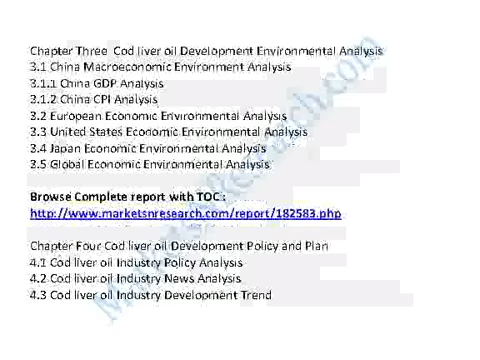 Chapter Three  Cod liver oil Development Environmental Analysis
3.1 China Macroeconomic Environment Analysis
3.1.1 China GDP Analysis
3.1.2 China CPI Analysis
3.2 European Economic Environmental Analysis
3.3 United States Economic Environmental Analysis
3.4 Japan Economic Environmental Analysis
3.5 Global Economic Environmental Analysis
Browse Complete report with TOC :
http://www.marketsnresearch.com/report/182583.php
Chapter Four Cod liver oil Development Policy and Plan
4.1 Cod liver oil Industry Policy Analysis
4.2 Cod liver oil Industry News Analysis
4.3 Cod liver oil Industry Development Trend